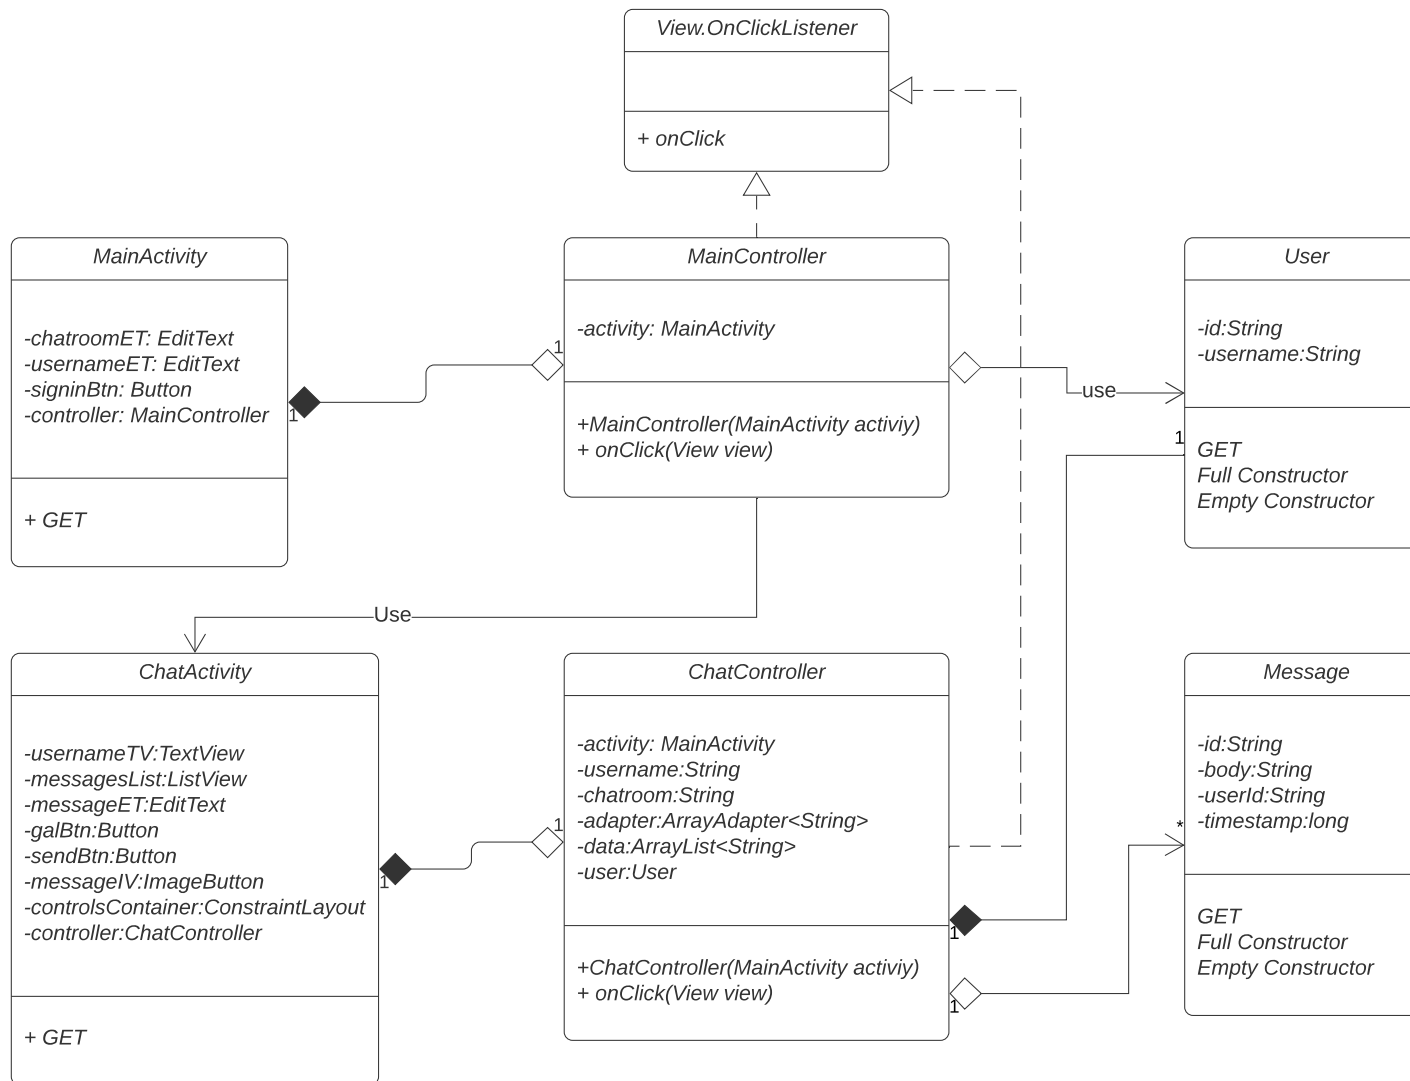 View.OnClickListener
+ onClick
MainActivity
-chatroomET: EditText
-usernameET: EditText
-signinBtn: Button
-controller: MainController
+ GET
1
1
MainController
-activity: MainActivity
+MainController(MainActivity activiy)
+ onClick(View view)
use
User
-id:String
-username:String
GET
Full Constructor
Empty Constructor
1
Use
ChatActivity
-usernameTV:TextView
-messagesList:ListView
-messageET:EditText
-galBtn:Button
-sendBtn:Button
-messageIV:ImageButton
-controlsContainer:ConstraintLayout
-controller:ChatController
+ GET
1
1
ChatController
-activity: MainActivity
-username:String
-chatroom:String
-adapter:ArrayAdapter<String>
-data:ArrayList<String>
-user:User
+ChatController(MainActivity activiy)
+ onClick(View view)
1
1
*
Message
-id:String
-body:String
-userId:String
-timestamp:long
GET
Full Constructor
Empty Constructor